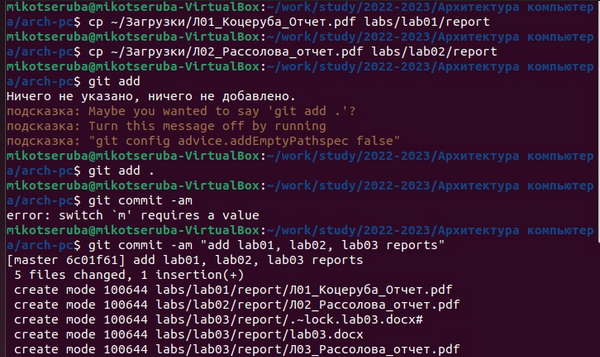 mikotseruba@mikotseruba-VirtualBox:~/work/study/2022-2023/Архитектура компьютер
а/arch-pc$ cp ~/Загрузки/Л01_Коцеруба_Отчет.pdf labs/lab01/report
mikotseruba@mikotseruba-VirtualBox:~/work/study/2022-2023/Архитектура компьютер
а/arch-pc$ cp ~/Загрузки/Л02_Рассолова_отчет.pdf labs/lab02/report
mikotseruba@mikotseruba-VirtualBox:~/work/study/2022-2023/Архитектура компьютер
а/arch-pc$ git add
Ничего не указано, ничего не добавлено.
подсказка: Maybe you wanted to say 'git add .'?
подсказка: Turn this message off by running
подсказка: "git config advice.addEmptyPathspec false"
mikotseruba@mikotseruba-VirtualBox:~/work/study/2022-2023/Архитектура компьютер
а/arch-pc$ git add .
mikotseruba@mikotseruba-VirtualBox:~/work/study/2022-2023/Архитектура компьютер
а/arch-pc$ git commit -am
error: switch `m' requires a value
mikotseruba@mikotseruba-VirtualBox:~/work/study/2022-2023/Архитектура компьютер
а/arch-pc$ git commit -am "add lab01, lab02, lab03 reports"
[master 6c01f61] add lab01, lab02, lab03 reports
5 files changed, 1 insertion(+)
create mode 100644 labs/lab01/report/Л01_Коцеруба_Отчет.pdf
create mode 100644 labs/lab02/report/Л02_Рассолова_отчет.pdf
create mode 100644 labs/lab03/report/.~lock.lab03.docx#
create mode 100644 labs/lab03/report/lab03.docx
create mode 100644 labs/lab03/report/Л03_Рассолова_отчет.pdf